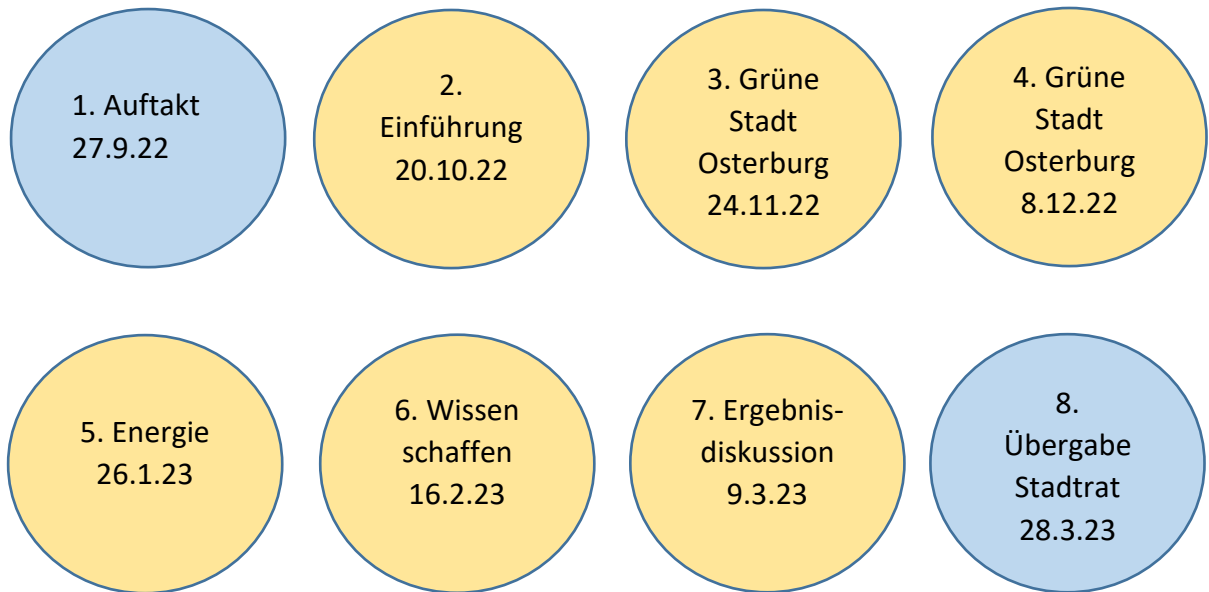 1. Auftakt
27.9.22
2.
Einführung
20.10.22
3. Grüne
Stadt
Osterburg
24.11.22
4. Grüne
Stadt
Osterburg
8.12.22
5. Energie
26.1.23
6. Wissen
schaffen
16.2.23
7. Ergebnis-
diskussion
9.3.23
8.
Übergabe
Stadtrat
28.3.23